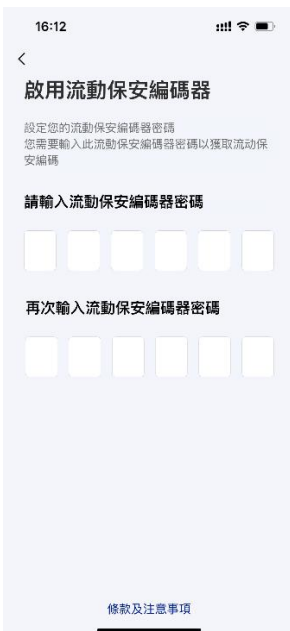 16:12
啟用流動保安編碼器
設定您的流動保安編碼器密碼
您需要輸入此流動保安編碼器密碼以獲取流动保
安編碼
請輸入流動保安編碼器密碼
再次輸入流動保安編碼器密碼
條款及注意事項